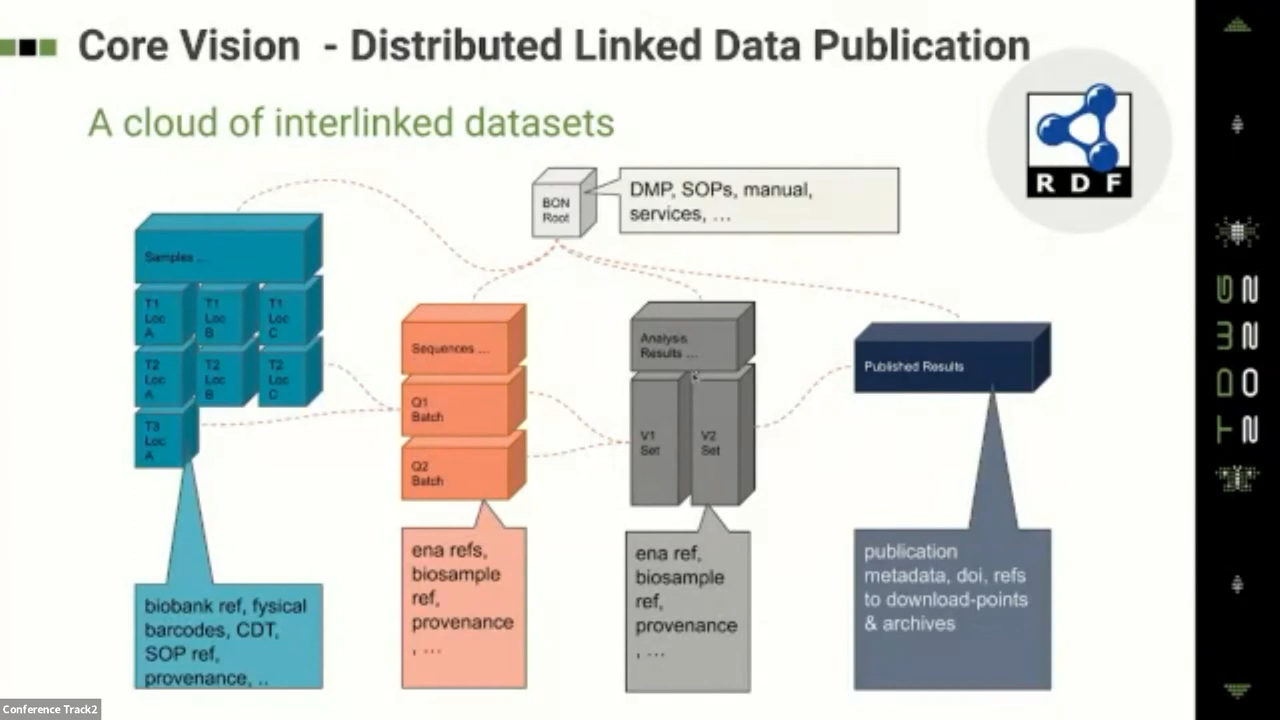 Core Vision - Distributed Linked Data Publication
A cloud of interlinked datasets
RDF
BON
Root
DMP, SOPs, manual,
services, ...
Samples ...
T1
Loc
A
T1
Loc
B
T1
Loc
C
T2
Loc
A
T2
Loc
B
T2
Loc
C
T3
Loc
A
Sequences ...
Q1
Batch
Q2
Batch
Analysis
Results ...
V1
Set
V2
Set
Published Results
biobank ref, fysical
barcodes, CDT,
SOP ref,
provenance, ..
ena refs,
biosample
ref,
provenance
, ...
ena ref,
biosample
ref,
provenance
, ...
publication
metadata, doi, refs
to download-points
& archives
TDWG
2022
Conference Track2